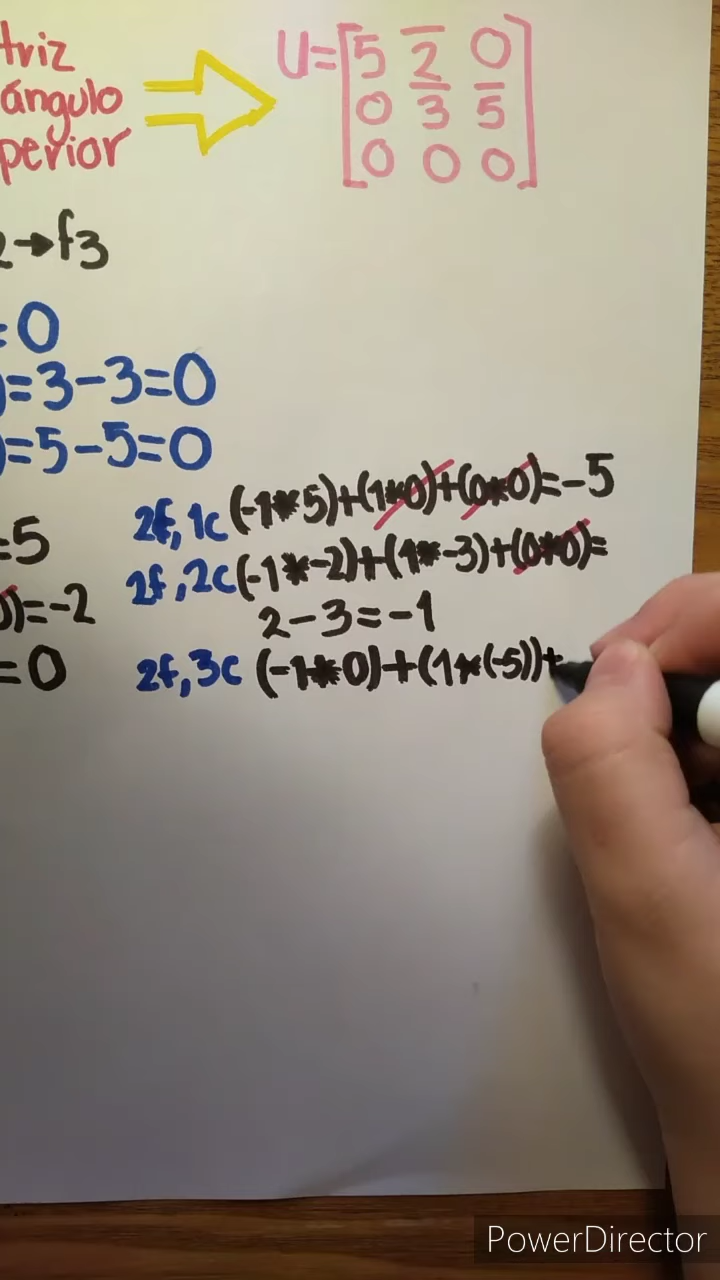 triz
ángulo
perior
U=[5 -2 0
0 -3 -5
0 0 0]
2→f3
=0
)=3-3=0
)=5-5=0
2f,1c (-1*5)+(1*0)+(0*0)=-5
=5
2f,2c (-1*-2)+(1*-3)+(0*0)=
0)=-2
2-3=-1
=0
2f,3c (-1*0)+(1*(-5))+
PowerDirector